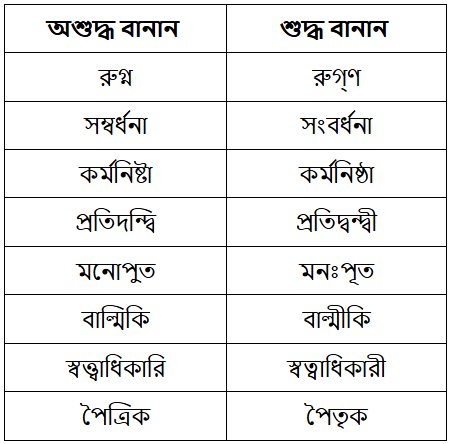 অশুদ্ধ বানান শুদ্ধ বানান
রুগ্ন রুগ্‌ণ
সম্বর্ধনা সংবর্ধনা
কর্মনিষ্টা কর্মনিষ্ঠা
প্রতিদন্দ্বি প্রতিদ্বন্দ্বী
মনোপুত মনঃপূত
বাল্মিকি বাল্মীকি
স্বত্ত্বাধিকারি স্বত্বাধিকারী
পৈত্রিক পৈতৃক